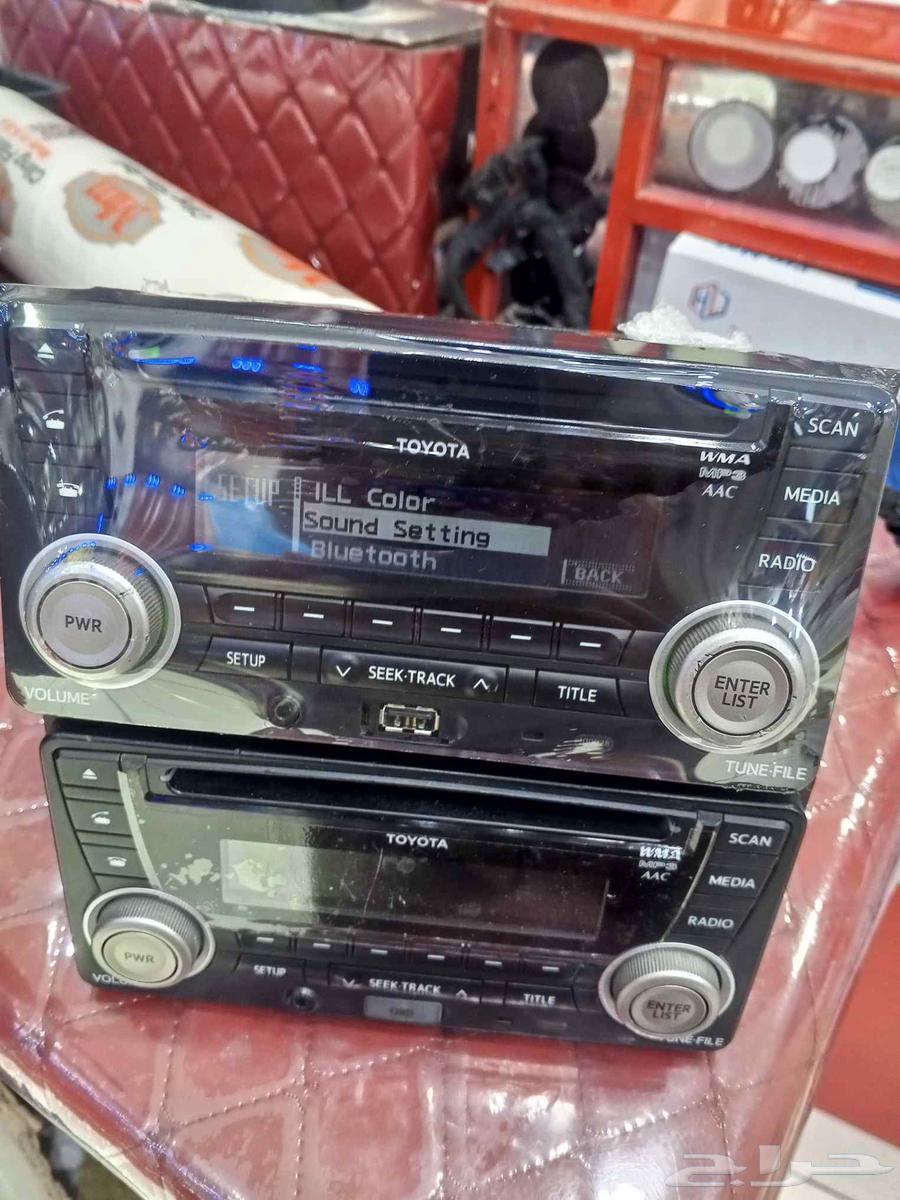 TOYOTA
SCAN
WMA
MP3
AAC
MEDIA
RADIO
SETUP
ILL Color
Sound Setting
Bluetooth
BACK
PWR
VOLUME
SETUP
SEEK·TRACK
TITLE
ENTER
LIST
TUNE·FILE
TOYOTA
SCAN
WMA
MP3
AAC
MEDIA
RADIO
PWR
SETUP
SEEK·TRACK
TITLE
USB
ENTER
LIST
TUNE·FILE
حراج